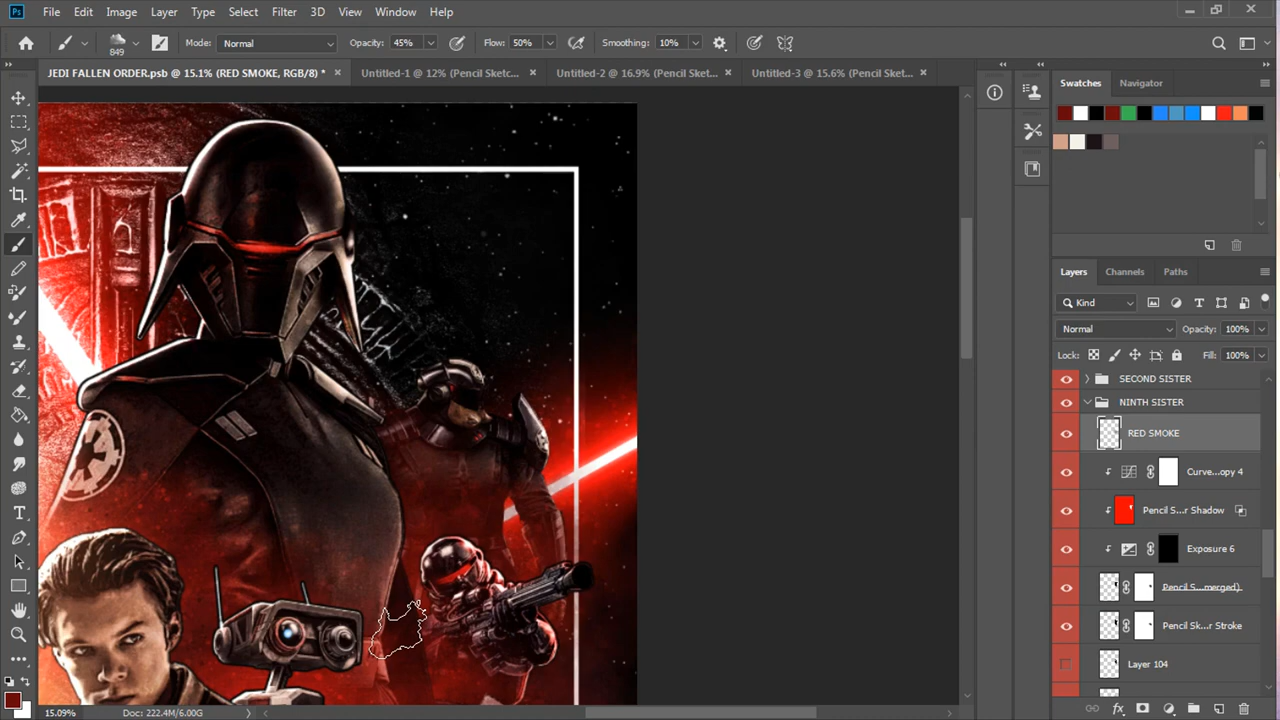 Ps File Edit Image Layer Type Select Filter 3D View Window Help
849 Mode: Normal Opacity: 45% Flow: 50% Smoothing: 10%
JEDI FALLEN ORDER.psb @ 15.1% (RED SMOKE, RGB/8) * Untitled-1 @ 12% (Pencil Sketc... Untitled-2 @ 16.9% (Pencil Sket... Untitled-3 @ 15.6% (Pencil Sket...
Swatches Navigator
Layers Channels Paths
Kind
Normal Opacity: 100%
Lock: Fill: 100%
SECOND SISTER
NINTH SISTER
RED SMOKE
Curve...opy 4
Pencil S...r Shadow
Exposure 6
Pencil S...merged)
Pencil Sk...r Stroke
Layer 104
15.09% Doc: 222.4M/6.00G